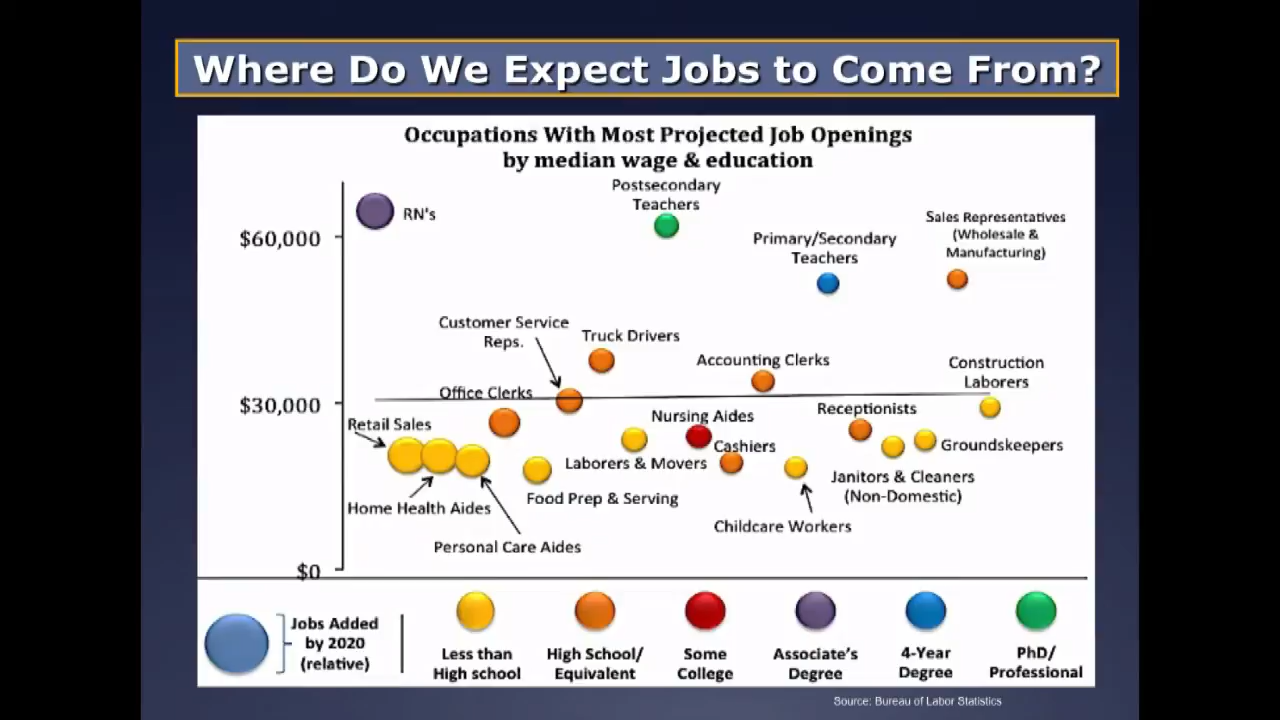 Where Do We Expect Jobs to Come From?
Occupations With Most Projected Job Openings
by median wage & education
$60,000
$30,000
$0
RN's
Postsecondary
Teachers
Primary/Secondary
Teachers
Sales Representatives
(Wholesale &
Manufacturing)
Customer Service
Reps.
Truck Drivers
Accounting Clerks
Construction
Laborers
Office Clerks
Retail Sales
Nursing Aides
Receptionists
Cashiers
Groundskeepers
Laborers & Movers
Janitors & Cleaners
(Non-Domestic)
Food Prep & Serving
Home Health Aides
Childcare Workers
Personal Care Aides
Jobs Added
by 2020
(relative)
Less than
High school
High School/
Equivalent
Some
College
Associate's
Degree
4-Year
Degree
PhD/
Professional
Source: Bureau of Labor Statistics